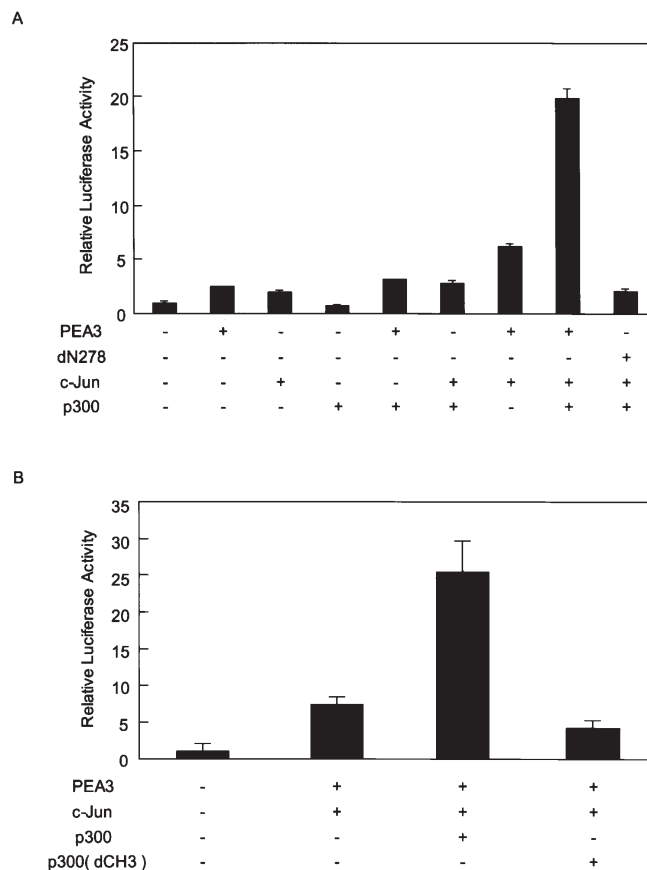 A
Relative Luciferase Activity
25
20
15
10
5
0
PEA3 - + - - + - + + -
dN278 - - - - - - - - +
c-Jun - - + - - + + + +
p300 - - - + + + - + +
B
Relative Luciferase Activity
35
30
25
20
15
10
5
0
PEA3 - + + +
c-Jun - + + +
p300 - - + -
p300( dCH3 ) - - - +